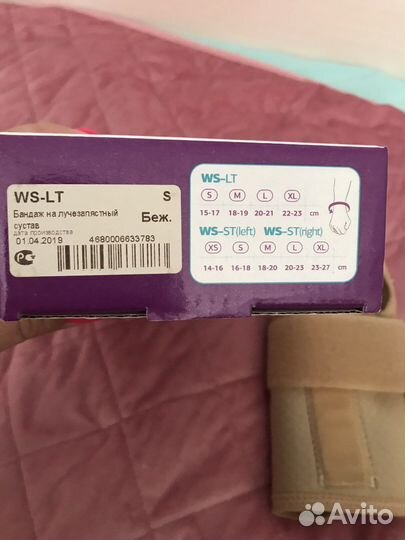 WS-LT S
Бандаж на лучезапястный Беж.
сустав
дата производства
01.04.2019 4680006633783
РСТ
WS-LT
S M L XL
15-17 18-19 20-21 22-23 cm
WS-ST(left) WS-ST(right)
XS S M L XL
14-16 16-18 18-20 20-23 23-27 cm
Avito